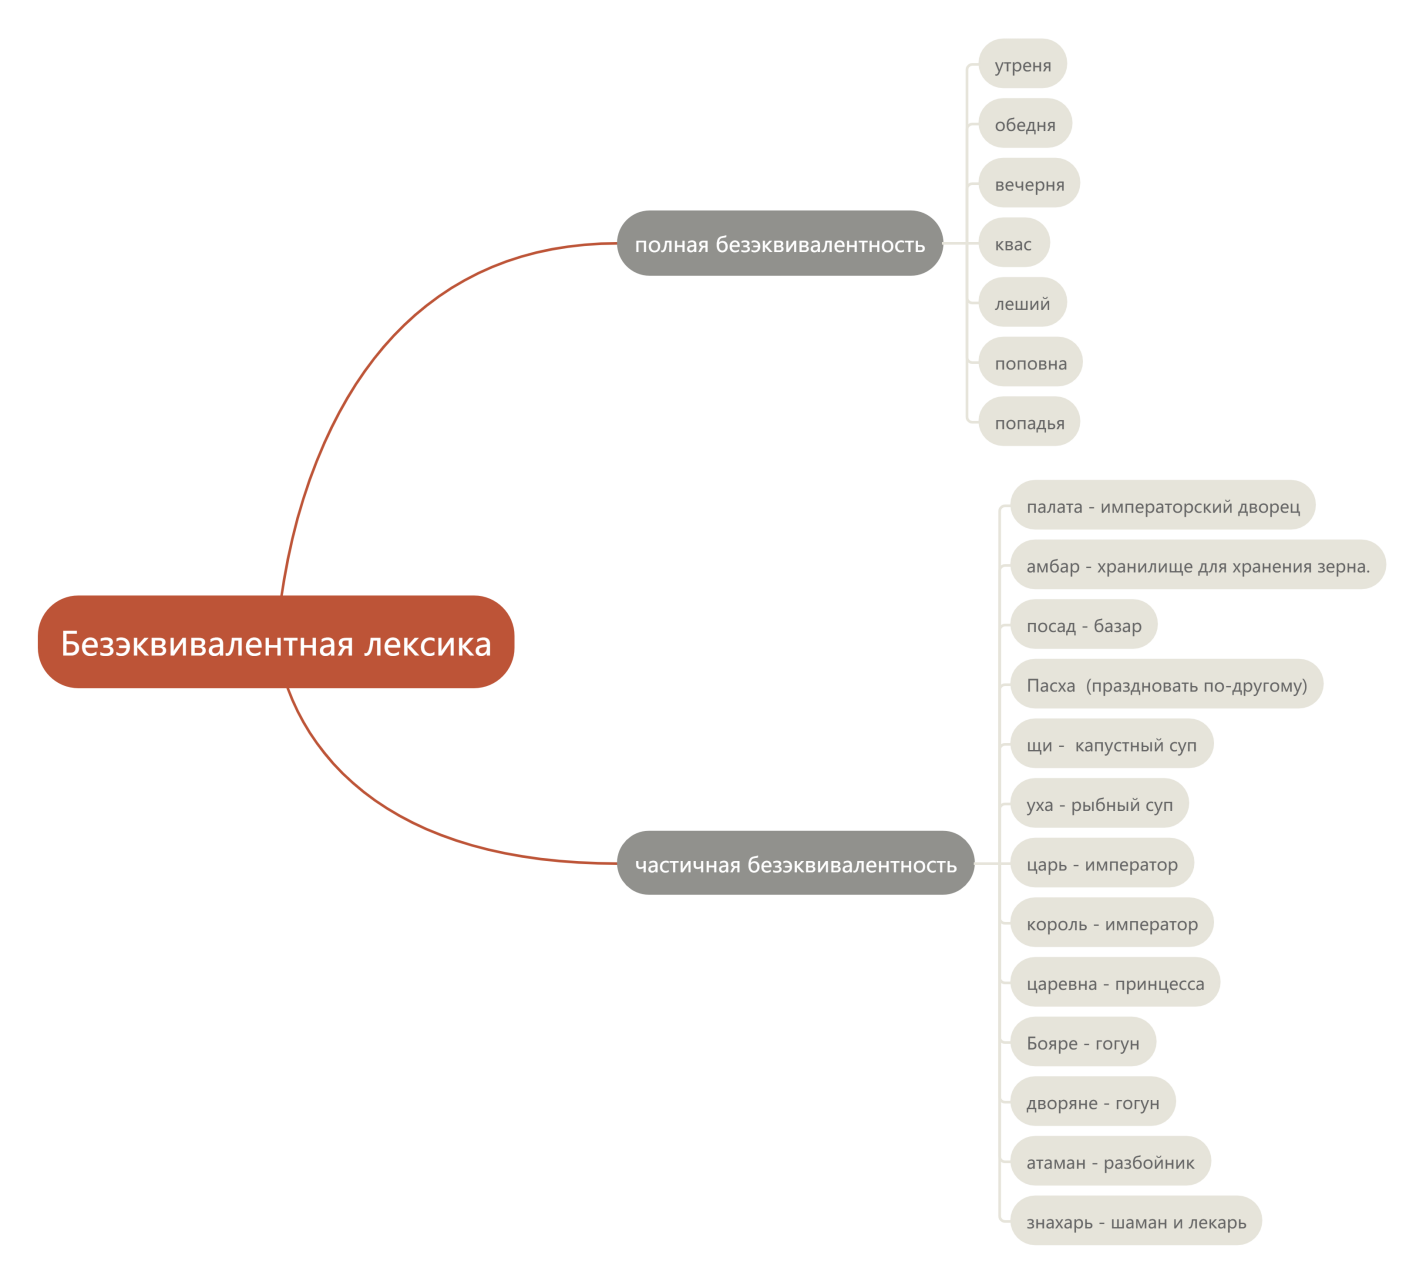 Безэквивалентная лексика
полная безэквивалентность
утреня
обедня
вечерня
квас
леший
поповна
попадья
частичная безэквивалентность
палата - императорский дворец
амбар - хранилище для хранения зерна.
посад - базар
Пасха  (праздновать по-другому)
щи -  капустный суп
уха - рыбный суп
царь - император
король - император
царевна - принцесса
Бояре - гогун
дворяне - гогун
атаман - разбойник
знахарь - шаман и лекарь